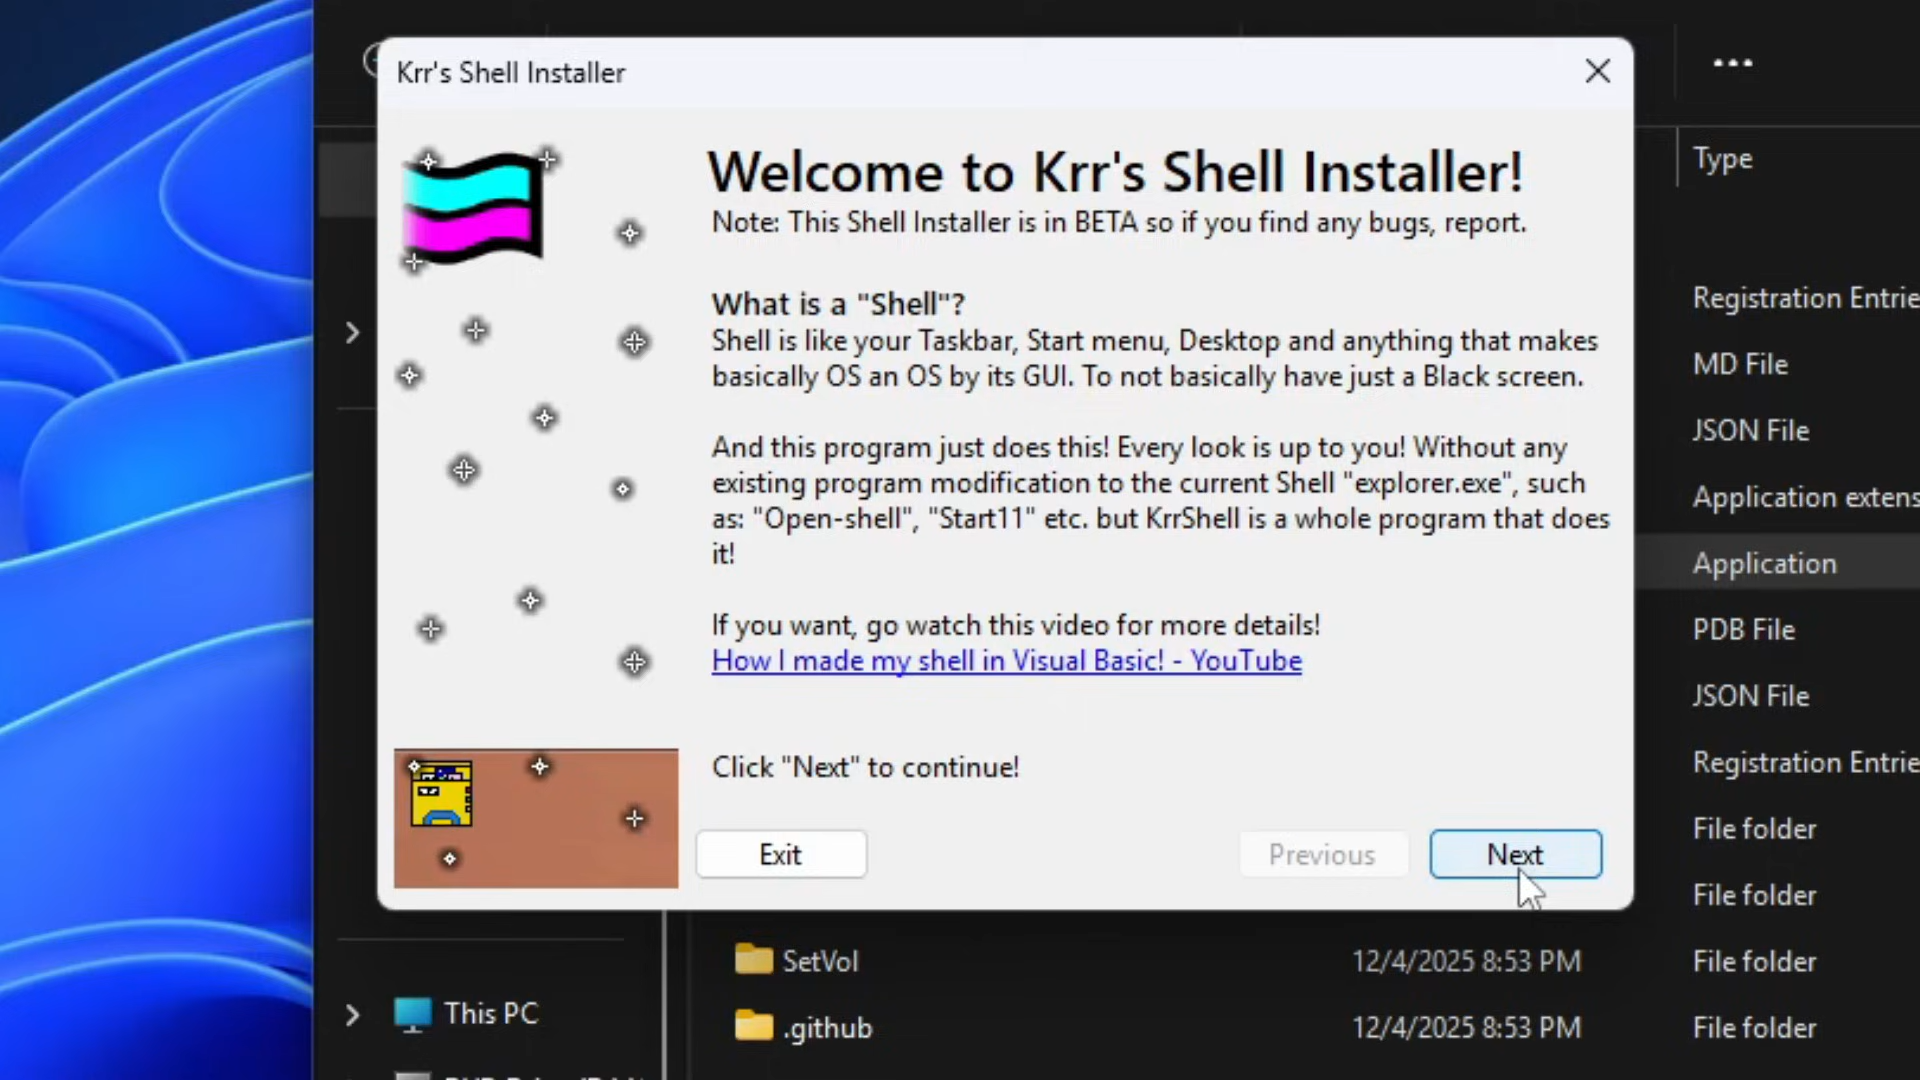 Krr's Shell Installer
Welcome to Krr's Shell Installer!
Note: This Shell Installer is in BETA so if you find any bugs, report.
What is a "Shell"?
Shell is like your Taskbar, Start menu, Desktop and anything that makes
basically OS an OS by its GUI. To not basically have just a Black screen.
And this program just does this! Every look is up to you! Without any
existing program modification to the current Shell "explorer.exe", such
as: "Open-shell", "Start11" etc. but KrrShell is a whole program that does
it!
If you want, go watch this video for more details!
How I made my shell in Visual Basic! - YouTube
Click "Next" to continue!
Exit
Previous
Next
Type
Registration Entrie
MD File
JSON File
Application extens
Application
PDB File
JSON File
Registration Entrie
File folder
File folder
SetVol 12/4/2025 8:53 PM File folder
.github 12/4/2025 8:53 PM File folder
This PC